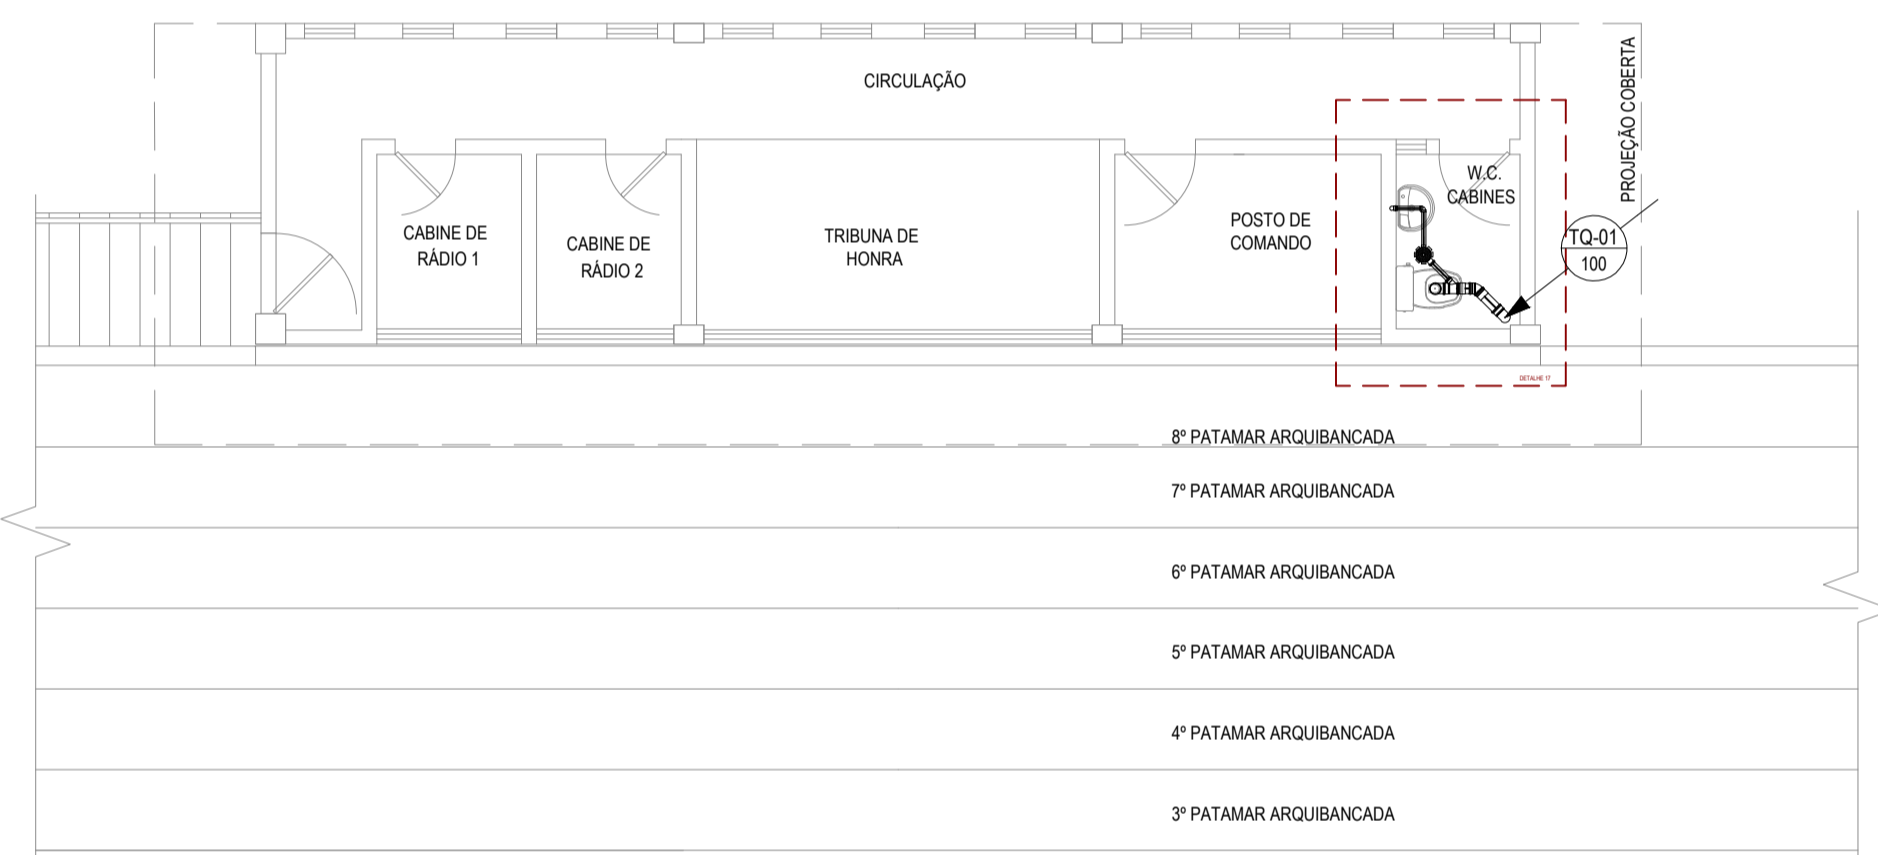 CIRCULAÇÃO
PROJEÇÃO COBERTA
W.C.
CABINES
CABINE DE
RÁDIO 1
CABINE DE
RÁDIO 2
TRIBUNA DE
HONRA
POSTO DE
COMANDO
TQ-01
100
DETALHE 17
8º PATAMAR ARQUIBANCADA
7º PATAMAR ARQUIBANCADA
6º PATAMAR ARQUIBANCADA
5º PATAMAR ARQUIBANCADA
4º PATAMAR ARQUIBANCADA
3º PATAMAR ARQUIBANCADA